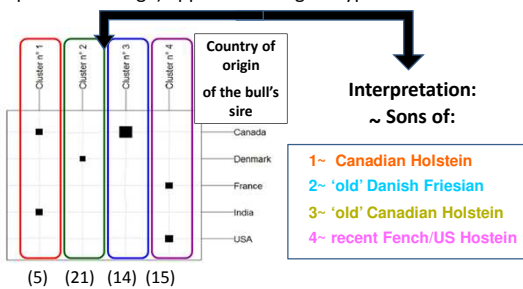 Cluster n° 1
Cluster n° 2
Cluster n° 3
Cluster n° 4
Country of
origin
of the bull's
sire
Canada
Denmark
France
India
USA
(5) (21) (14) (15)
Interpretation:
~ Sons of:
1~ Canadian Holstein
2~ 'old' Danish Friesian
3~ 'old' Canadian Holstein
4~ recent Fench/US Hostein